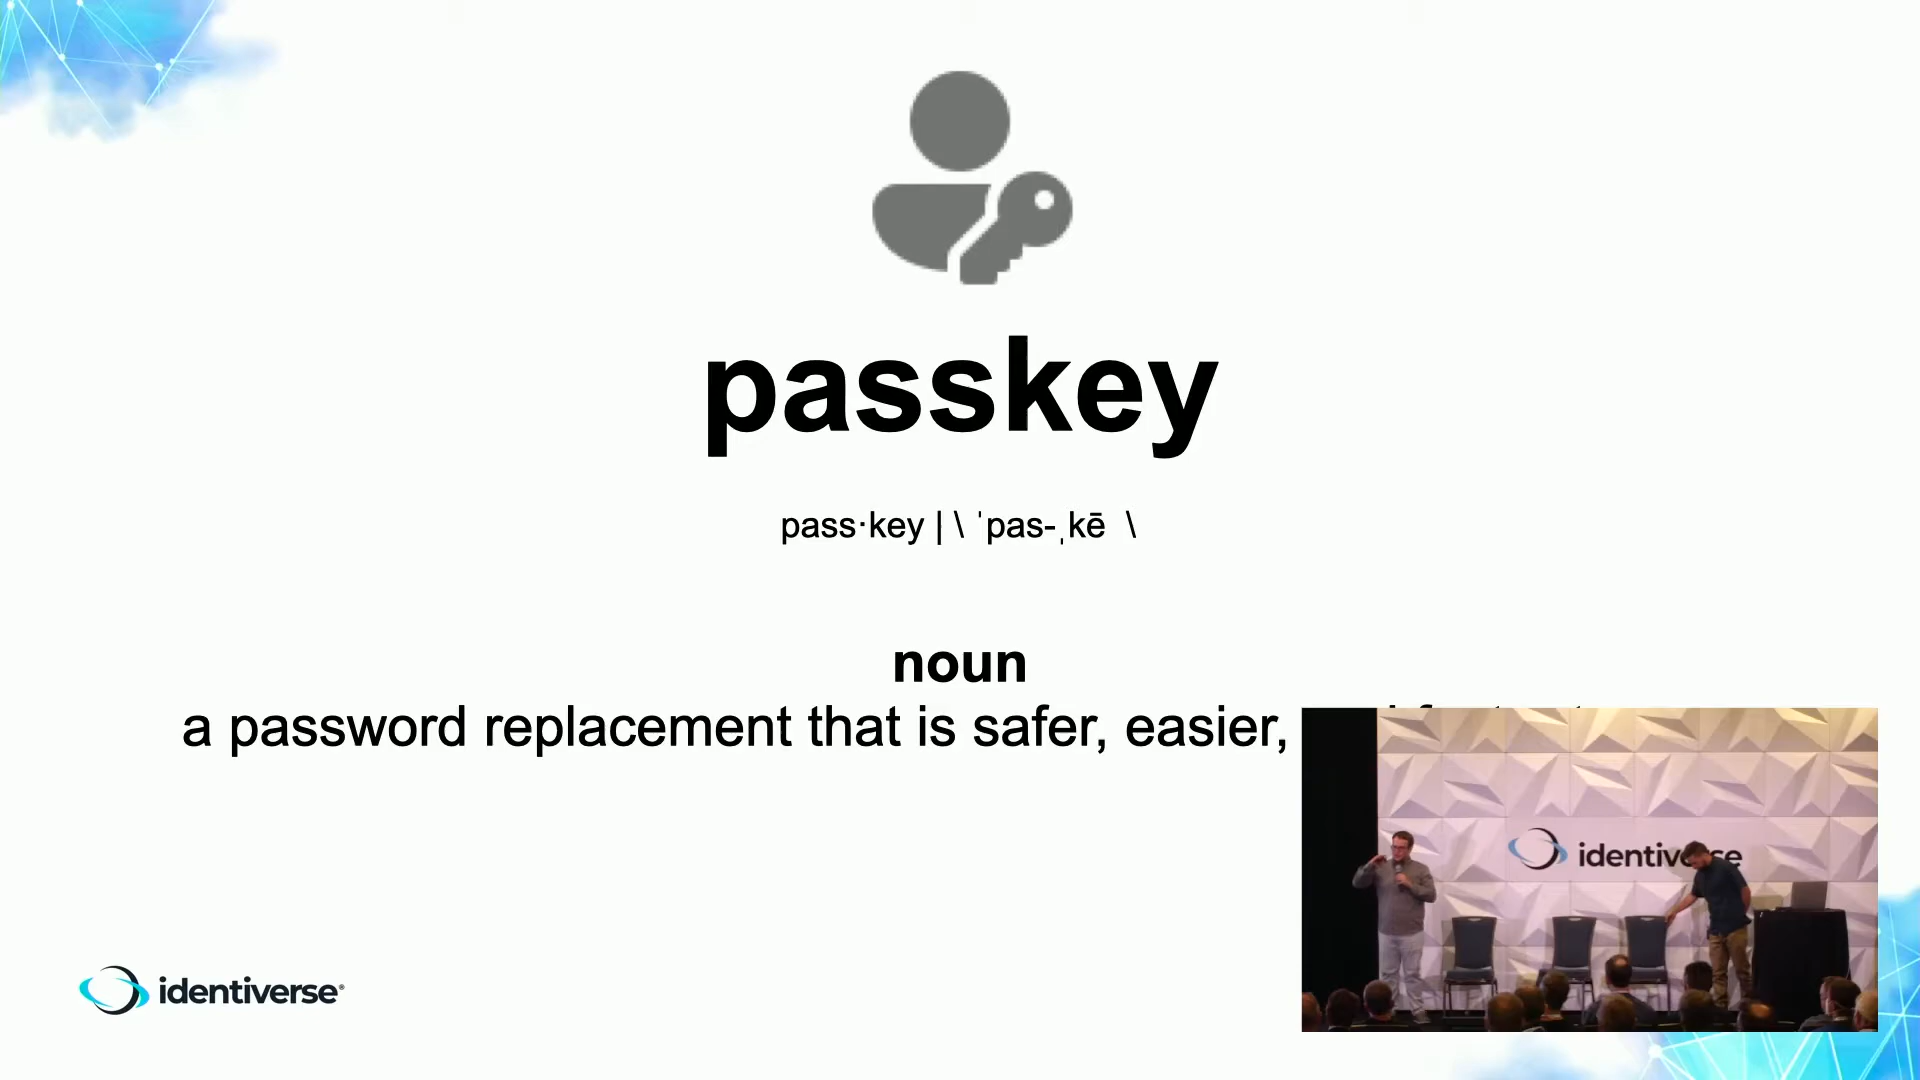 passkey
pass·key | \ ˈpas-ˌkē \
noun
a password replacement that is safer, easier,
identiverse
identiverse®